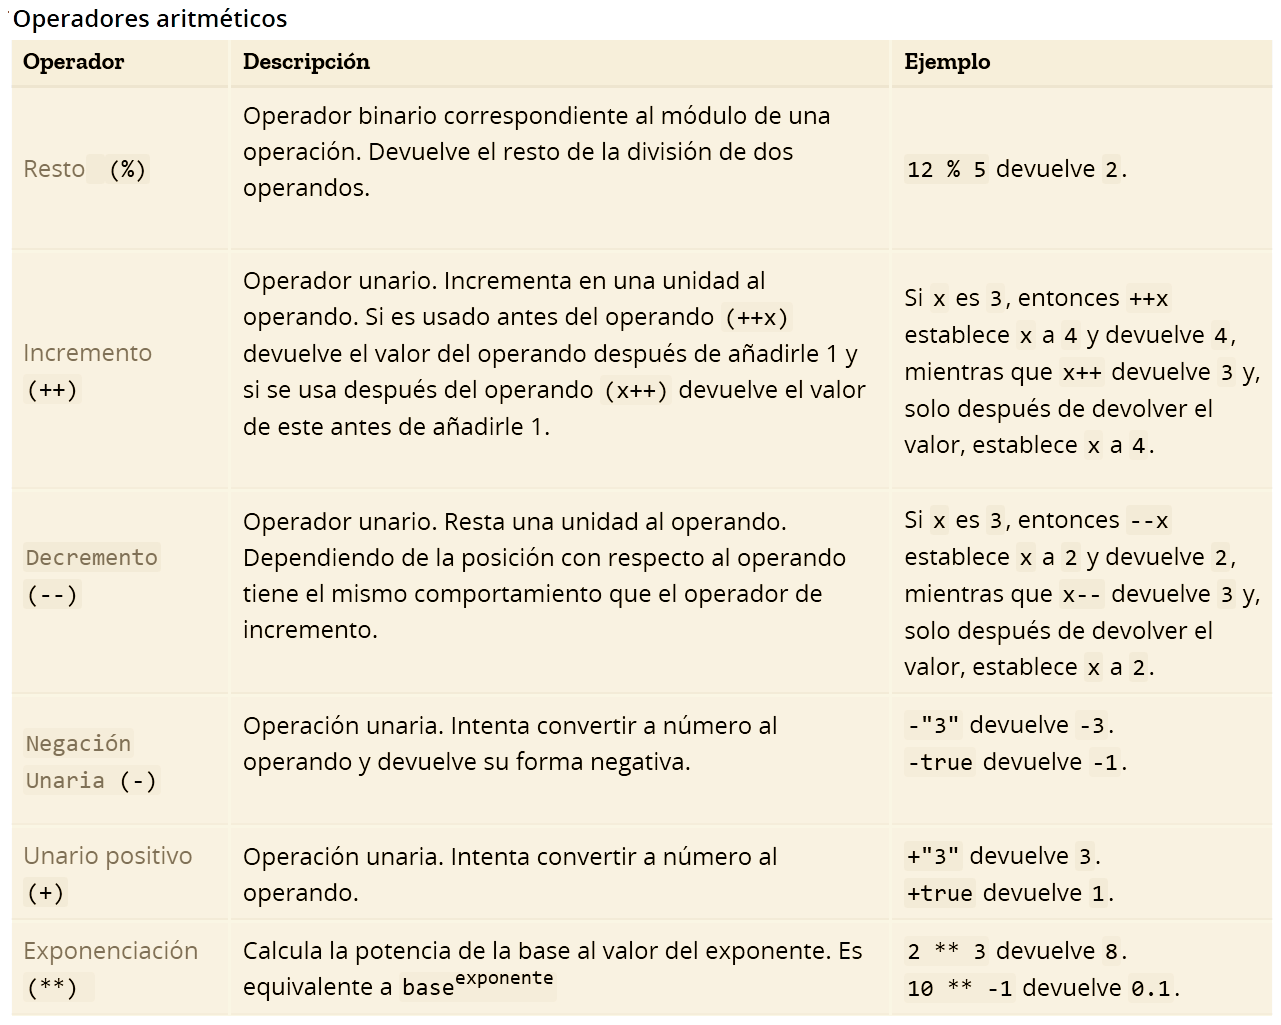 Operadores aritméticos
Operador
Descripción
Ejemplo
Resto (%)
Operador binario correspondiente al módulo de una
operación. Devuelve el resto de la división de dos
operandos.
12 % 5 devuelve 2.
Incremento
(++)
Operador unario. Incrementa en una unidad al
operando. Si es usado antes del operando (++x)
devuelve el valor del operando después de añadirle 1 y
si se usa después del operando (x++) devuelve el valor
de este antes de añadirle 1.
Si x es 3, entonces ++x
establece x a 4 y devuelve 4,
mientras que x++ devuelve 3 y,
solo después de devolver el
valor, establece x a 4.
Decremento
(--)
Operador unario. Resta una unidad al operando.
Dependiendo de la posición con respecto al operando
tiene el mismo comportamiento que el operador de
incremento.
Si x es 3, entonces --x
establece x a 2 y devuelve 2,
mientras que x-- devuelve 3 y,
solo después de devolver el
valor, establece x a 2.
Negación
Unaria (-)
Operación unaria. Intenta convertir a número al
operando y devuelve su forma negativa.
-"3" devuelve -3.
-true devuelve -1.
Unario positivo
(+)
Operación unaria. Intenta convertir a número al
operando.
+"3" devuelve 3.
+true devuelve 1.
Exponenciación
(**)
Calcula la potencia de la base al valor del exponente. Es
equivalente a base^exponente
2 ** 3 devuelve 8.
10 ** -1 devuelve 0.1.